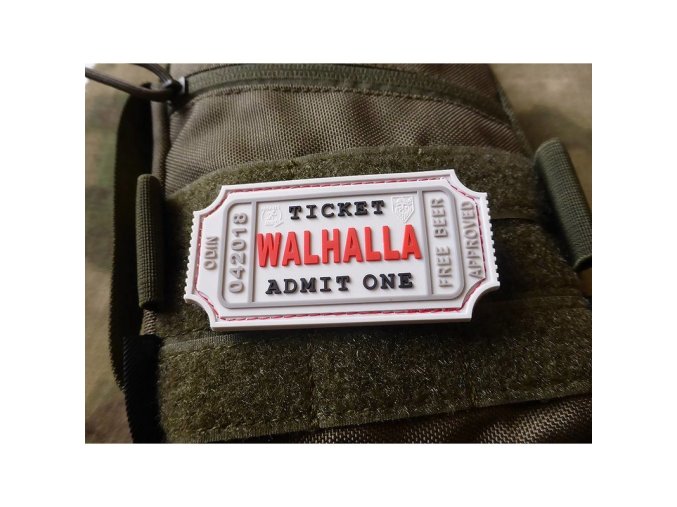 ODIN
042018
TICKET
WALHALLA
ADMIT ONE
FREE BEER
APPROVED